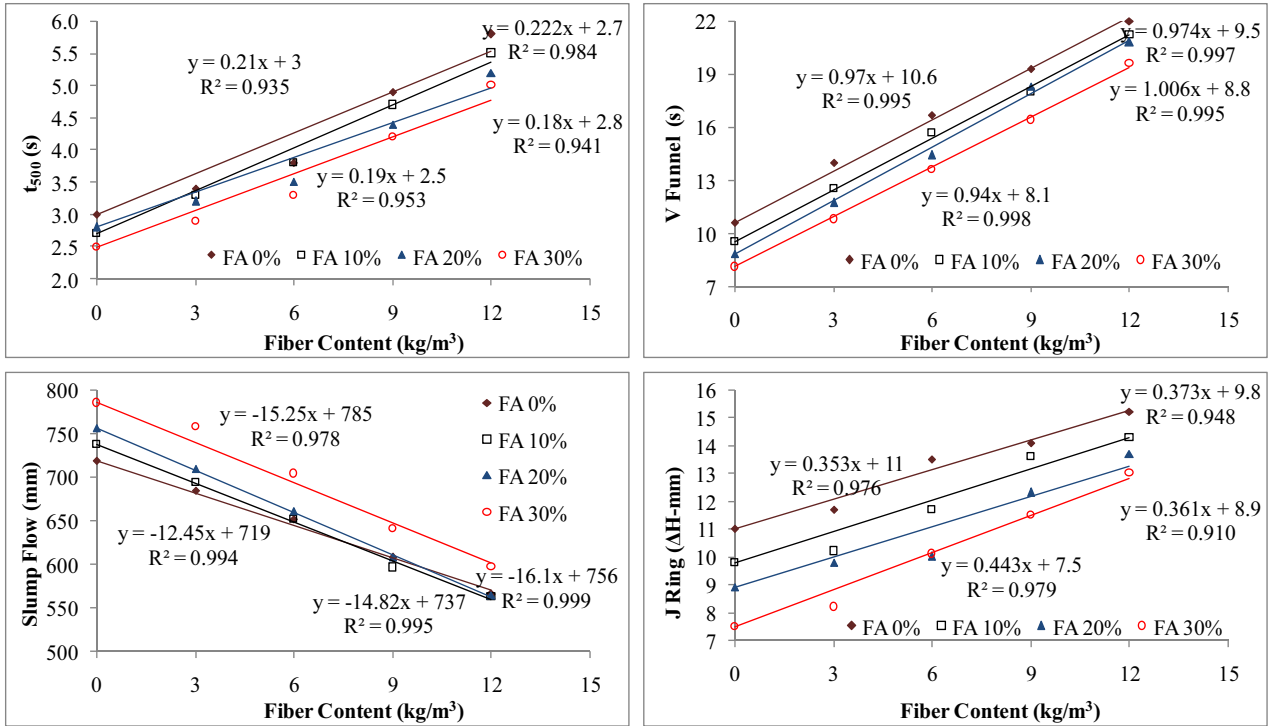 6.0
5.5
5.0
4.5
4.0
3.5
3.0
2.5
2.0
t500 (s)
y = 0.21x + 3
R² = 0.935
y = 0.222x + 2.7
R² = 0.984
y = 0.18x + 2.8
R² = 0.941
y = 0.19x + 2.5
R² = 0.953
FA 0% FA 10% FA 20% FA 30%
0 3 6 9 12 15
Fiber Content (kg/m³)
22
19
16
13
10
7
V Funnel (s)
y = 0.97x + 10.6
R² = 0.995
y = 0.974x + 9.5
R² = 0.997
y = 1.006x + 8.8
R² = 0.995
y = 0.94x + 8.1
R² = 0.998
FA 0% FA 10% FA 20% FA 30%
0 3 6 9 12 15
Fiber Content (kg/m³)
800
750
700
650
600
550
500
Slump Flow (mm)
y = -15.25x + 785
R² = 0.978
FA 0%
FA 10%
FA 20%
FA 30%
y = -12.45x + 719
R² = 0.994
y = -16.1x + 756
R² = 0.999
y = -14.82x + 737
R² = 0.995
0 3 6 9 12 15
Fiber Content (kg/m³)
16
15
14
13
12
11
10
9
8
7
J Ring (ΔH-mm)
y = 0.373x + 9.8
R² = 0.948
y = 0.353x + 11
R² = 0.976
y = 0.361x + 8.9
R² = 0.910
y = 0.443x + 7.5
R² = 0.979
FA 0% FA 10% FA 20% FA 30%
0 3 6 9 12 15
Fiber Content (kg/m³)